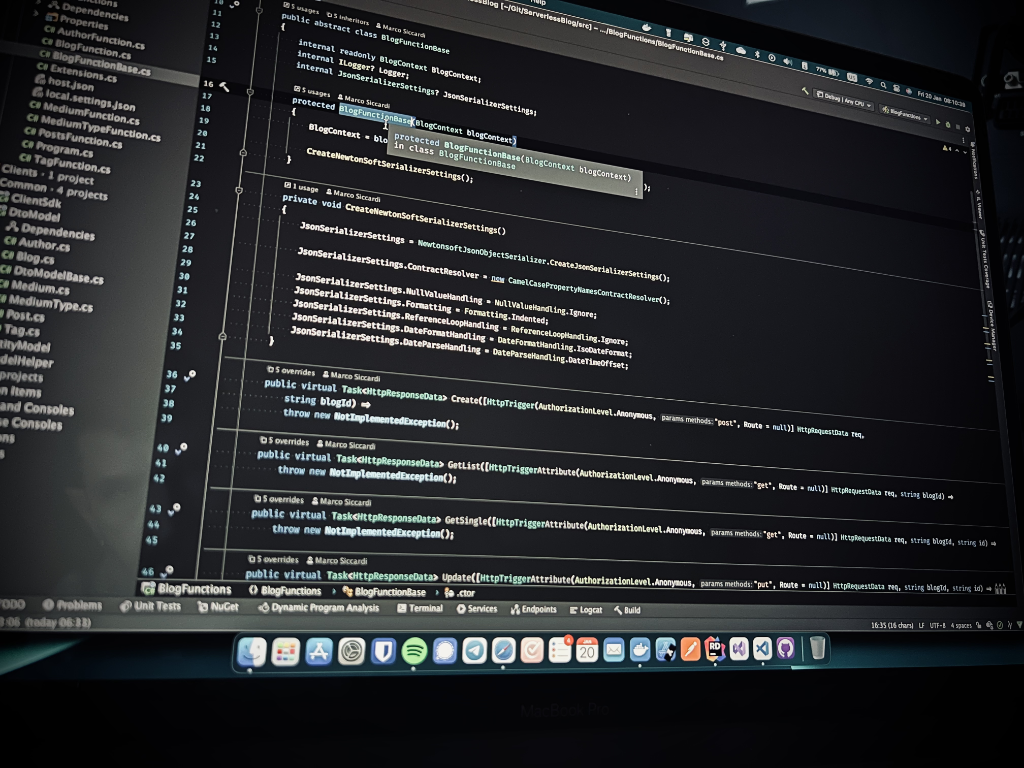 Help
ServerlessBlog [~/Git/ServerlessBlog/src] – .../BlogFunctions/BlogFunctionBase.cs
77%
Fri 20 Jan 08:10:28
Debug | Any CPU
BlogFunctions
Dependencies
Properties
AuthorFunction.cs
BlogFunction.cs
BlogFunctionBase.cs
Extensions.cs
host.json
local.settings.json
MediumFunction.cs
MediumTypeFunction.cs
PostsFunction.cs
Program.cs
TagFunction.cs
Clients · 1 project
Common · 4 projects
ClientSdk
DtoModel
Dependencies
Author.cs
Blog.cs
DtoModelBase.cs
Medium.cs
MediumType.cs
Post.cs
Tag.cs
projects
and Consoles
Consoles
5 usages 5 inheritors Marco Siccardi
11 public abstract class BlogFunctionBase
12 {
13 internal readonly BlogContext BlogContext;
14 internal ILogger? Logger;
15 internal JsonSerializerSettings? JsonSerializerSettings;
5 usages Marco Siccardi
16 protected BlogFunctionBase(BlogContext blogContext)
17 {
18 BlogContext = blo );
protected BlogFunctionBase(BlogContext blogContext)
in class BlogFunctionBase
19
20
21 CreateNewtonSoftSerializerSettings();
22 }
1 usage Marco Siccardi
23 private void CreateNewtonSoftSerializerSettings()
24 {
25 JsonSerializerSettings = NewtonsoftJsonObjectSerializer.CreateJsonSerializerSettings();
26
27 JsonSerializerSettings.ContractResolver = new CamelCasePropertyNamesContractResolver();
28
29 JsonSerializerSettings.NullValueHandling = NullValueHandling.Ignore;
30 JsonSerializerSettings.Formatting = Formatting.Indented;
31 JsonSerializerSettings.ReferenceLoopHandling = ReferenceLoopHandling.Ignore;
32 JsonSerializerSettings.DateFormatHandling = DateFormatHandling.IsoDateFormat;
33 JsonSerializerSettings.DateParseHandling = DateParseHandling.DateTimeOffset;
34 }
35
5 overrides Marco Siccardi
36 public virtual Task<HttpResponseData> Create([HttpTrigger(AuthorizationLevel.Anonymous, params methods: "post", Route = null)] HttpRequestData req,
37 string blogId) =>
38 throw new NotImplementedException();
39
5 overrides Marco Siccardi
40 public virtual Task<HttpResponseData> GetList([HttpTriggerAttribute(AuthorizationLevel.Anonymous, params methods: "get", Route = null)] HttpRequestData req, string blogId) =>
41 throw new NotImplementedException();
42
5 overrides Marco Siccardi
43 public virtual Task<HttpResponseData> GetSingle([HttpTriggerAttribute(AuthorizationLevel.Anonymous, params methods: "get", Route = null)] HttpRequestData req, string blogId, string id) =>
44 throw new NotImplementedException();
45
5 overrides Marco Siccardi
46 public virtual Task<HttpResponseData> Update([HttpTriggerAttribute(AuthorizationLevel.Anonymous, params methods: "put", Route = null)] HttpRequestData req, string blogId, string id) =>
BlogFunctions BlogFunctions BlogFunctionBase .ctor
TODO Problems Unit Tests NuGet Dynamic Program Analysis Terminal Services Endpoints Logcat Build
(today 06:33)
16:35 (16 chars) LF UTF-8 4 spaces
20
RD
MacBook Pro